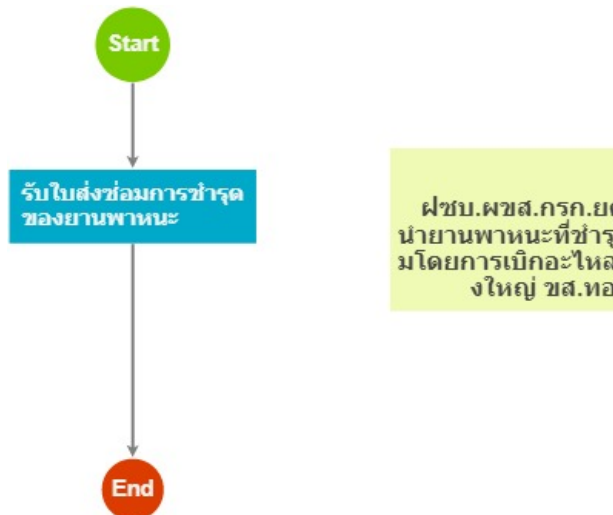 Start
รับใบส่งซ่อมการชำรุด
ของยานพาหนะ
ฝซบ.ผขส.กรก.ย
นำยานพาหนะที่ชำรุ
มโดยการเบิกอะไหล
งใหญ่ ขส.ทอ
End